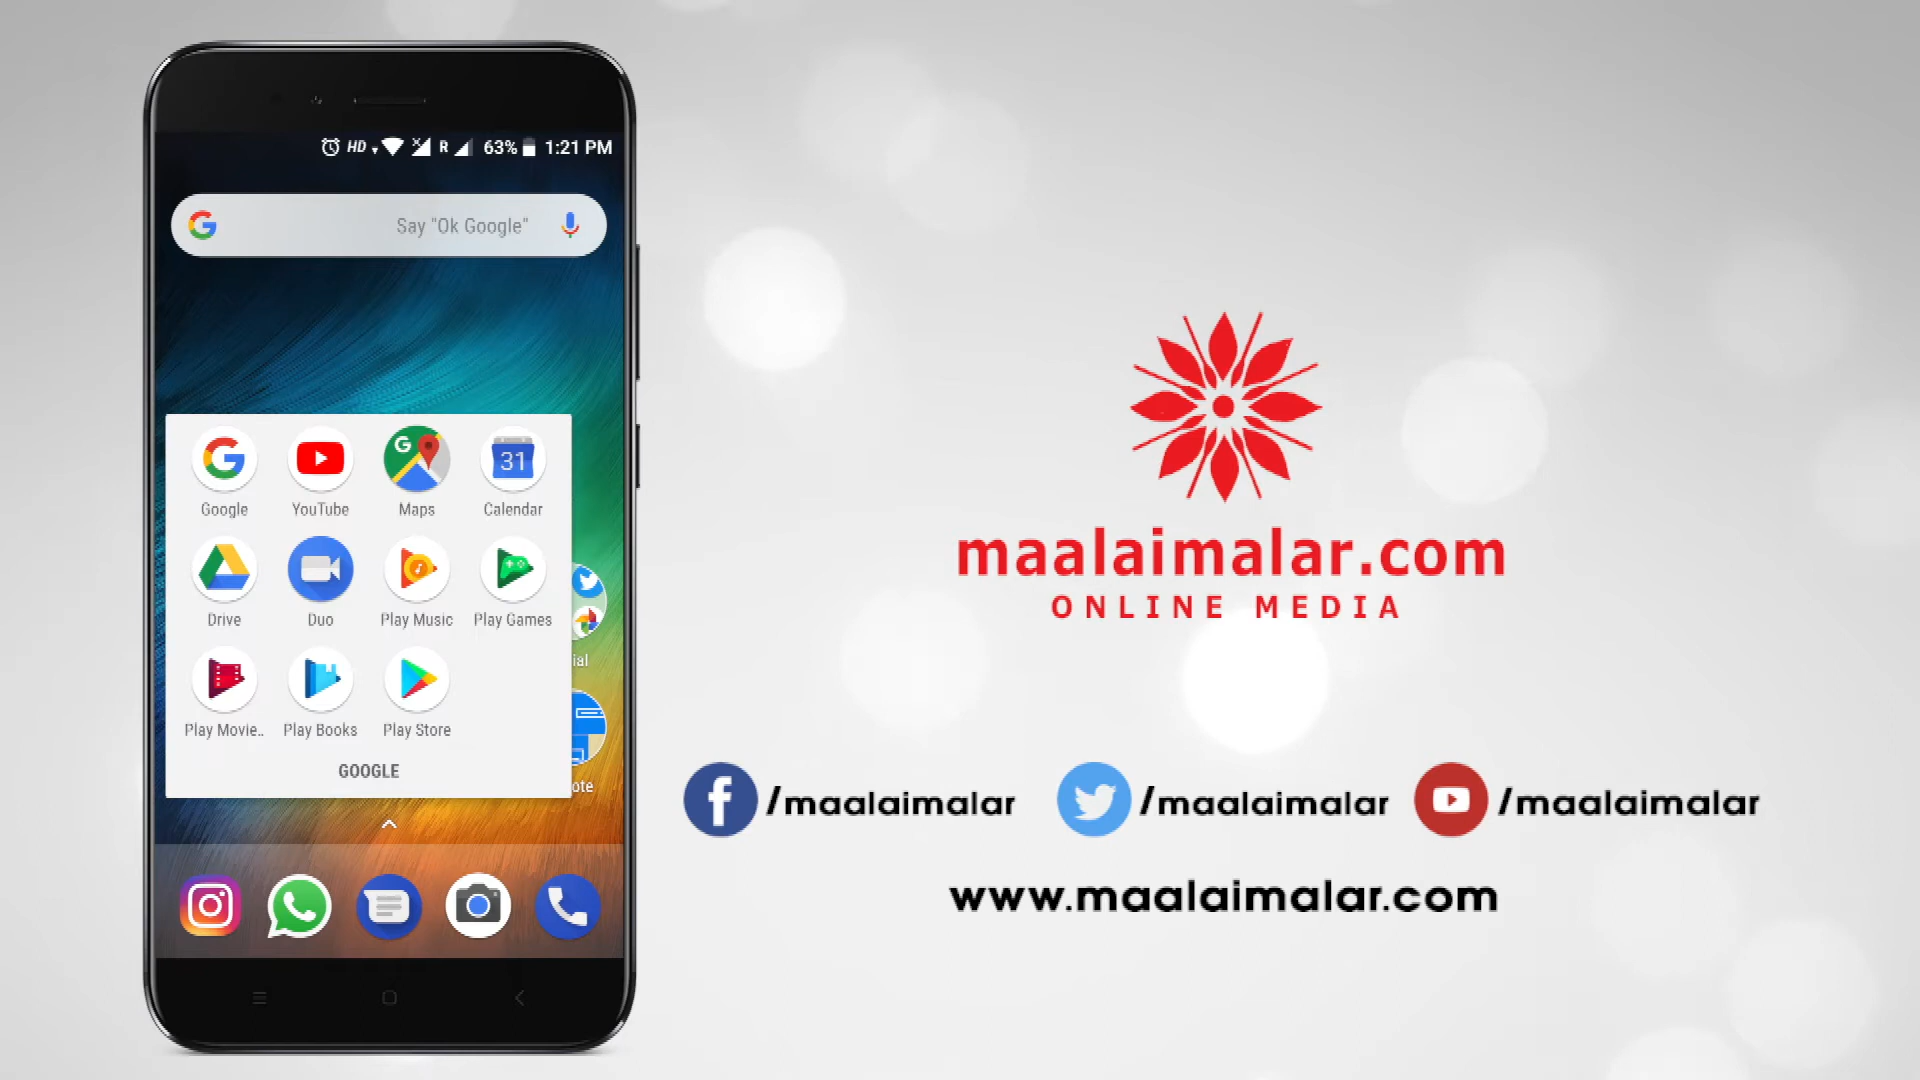 HD R 63% 1:21 PM
G Say "Ok Google"
31
Google YouTube Maps Calendar
Drive Duo Play Music Play Games
ial
Play Movie.. Play Books Play Store
GOOGLE
ote
maalaimalar.com
ONLINE MEDIA
f /maalaimalar /maalaimalar /maalaimalar
www.maalaimalar.com